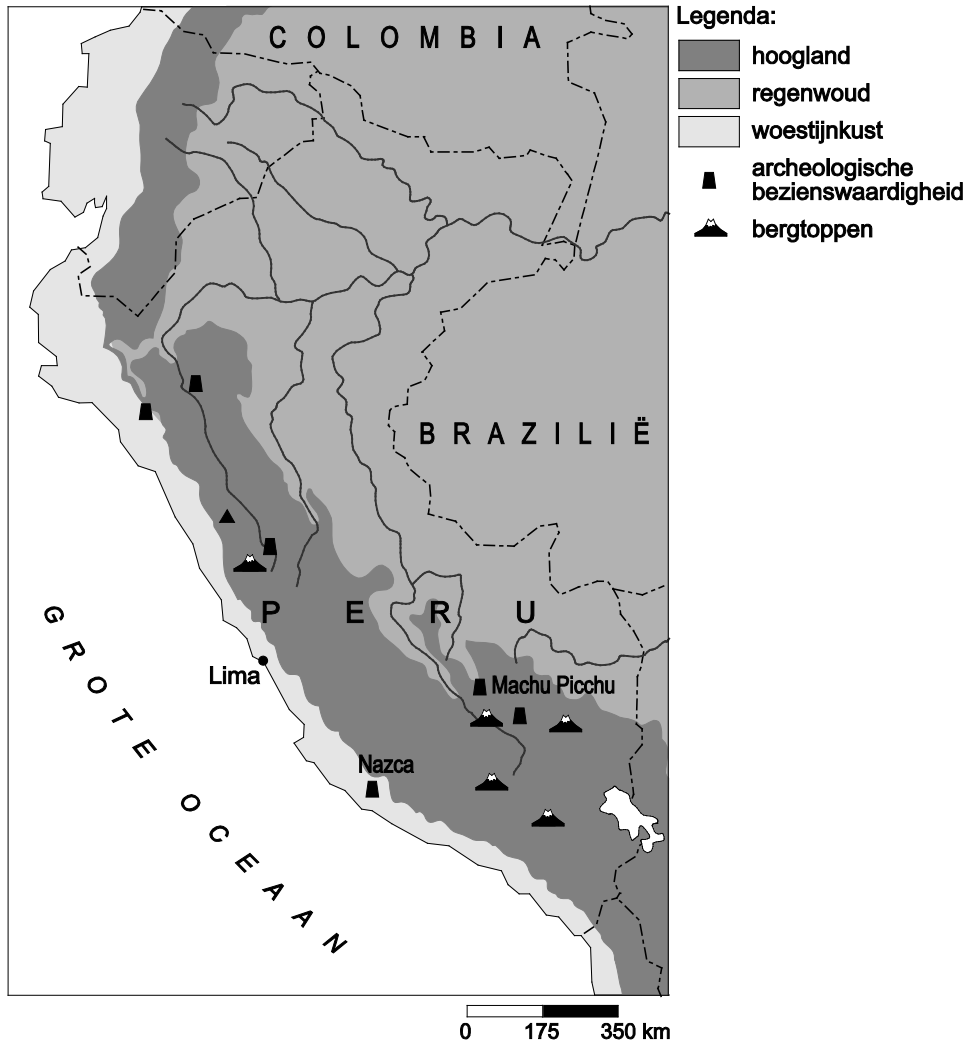 COLOMBIA
Legenda:
hoogland
regenwoud
woestijnkust
archeologische
bezienswaardigheid
bergtoppen
BRAZILIË
PERU
GROTE OCEAAN
Lima
Machu Picchu
Nazca
0 175 350 km